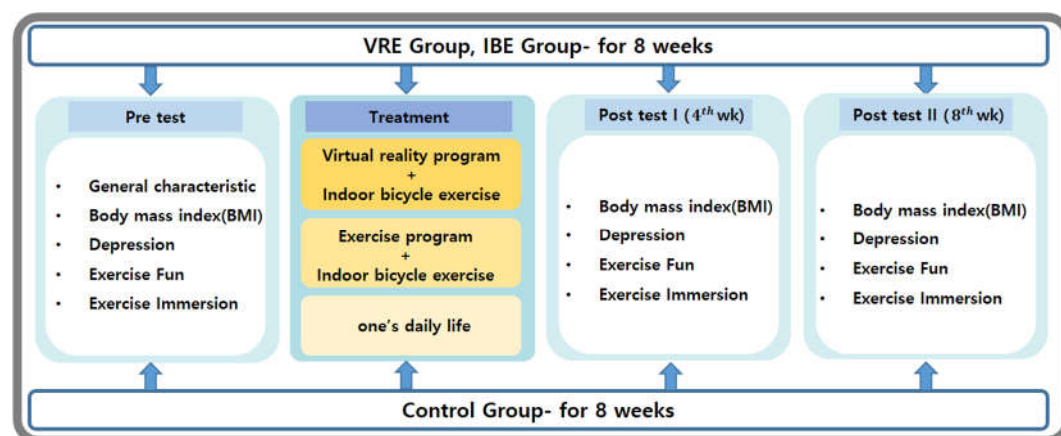 VRE Group, IBE Group- for 8 weeks
Pre test
• General characteristic
• Body mass index(BMI)
• Depression
• Exercise Fun
• Exercise Immersion
Treatment
Virtual reality program
+
Indoor bicycle exercise
Exercise program
+
Indoor bicycle exercise
one's daily life
Post test I (4th wk)
• Body mass index(BMI)
• Depression
• Exercise Fun
• Exercise Immersion
Post test II (8th wk)
• Body mass index(BMI)
• Depression
• Exercise Fun
• Exercise Immersion
Control Group- for 8 weeks